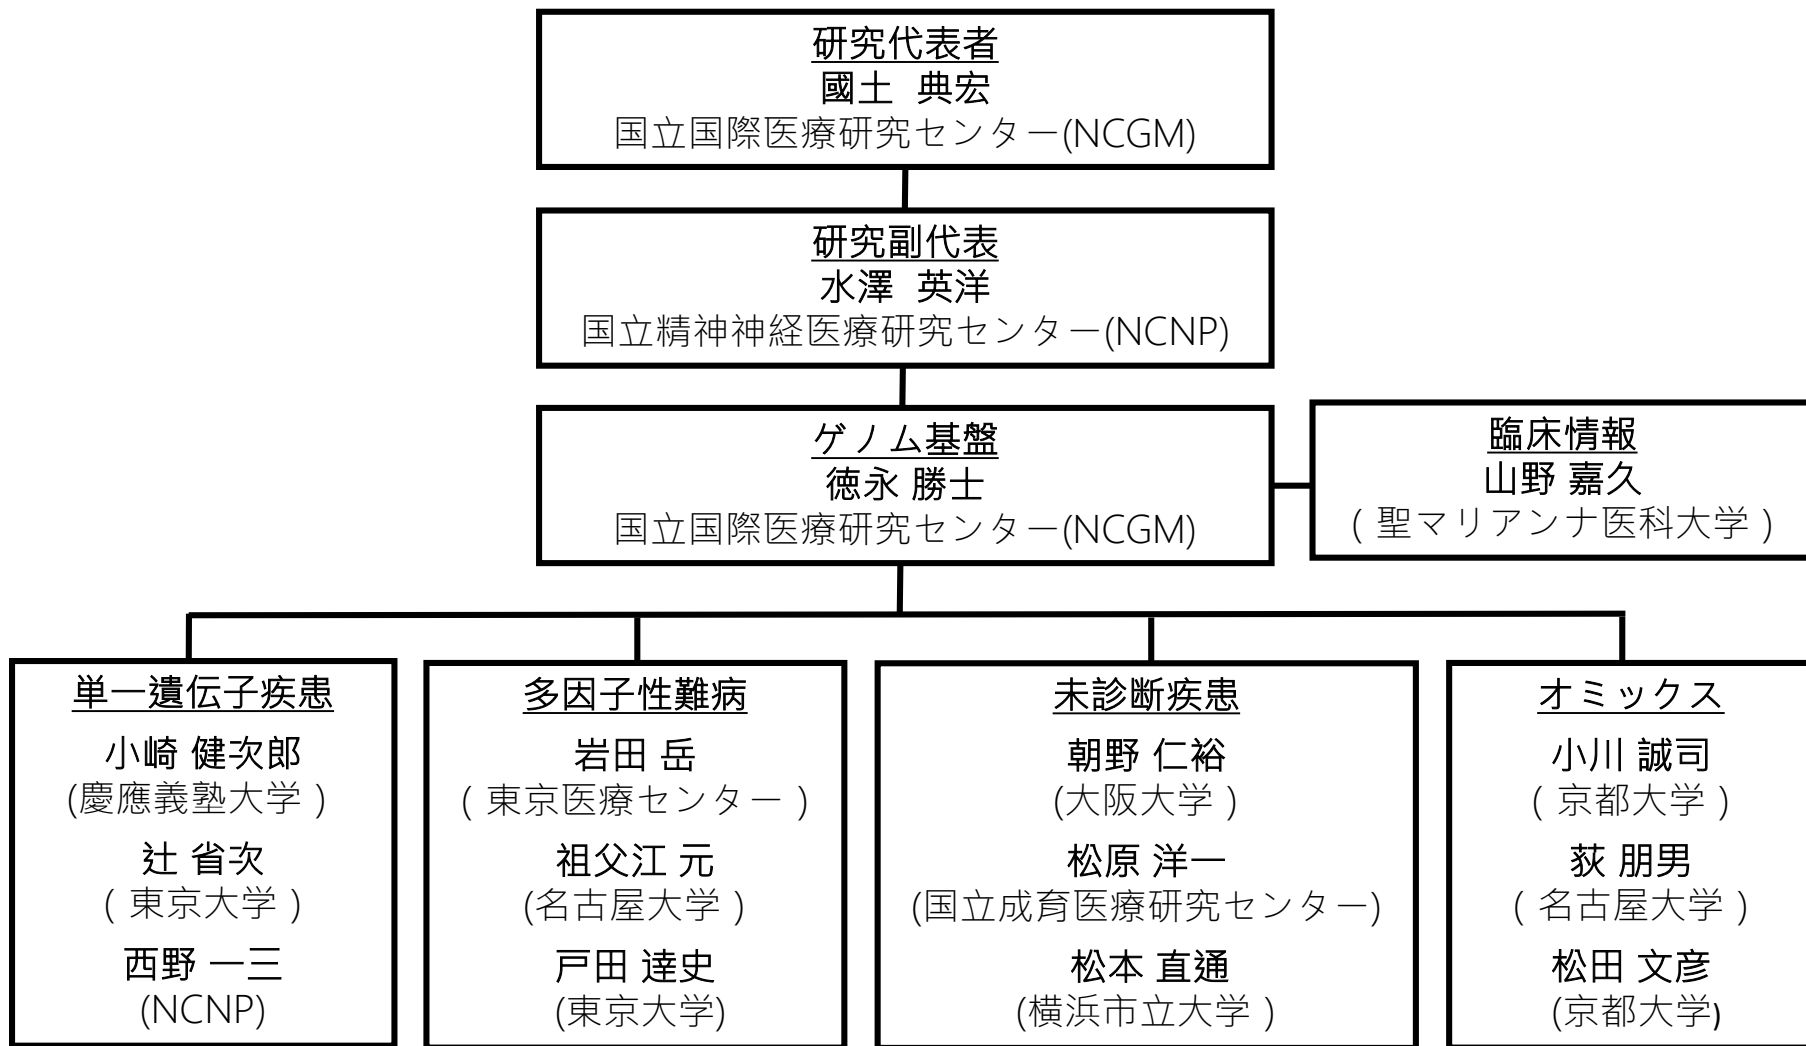 研究代表者
國土 典宏
国立国際医療研究センター(NCGM)
研究副代表
水澤 英洋
国立精神神経医療研究センター(NCNP)
ゲノム基盤
徳永 勝士
国立国際医療研究センター(NCGM)
臨床情報
山野 嘉久
( 聖マリアンナ医科大学 )
単一遺伝子疾患
小崎 健次郎
(慶應義塾大学 )
辻 省次
( 東京大学 )
西野 一三
(NCNP)
多因子性難病
岩田 岳
( 東京医療センター )
祖父江 元
(名古屋大学 )
戸田 達史
(東京大学)
未診断疾患
朝野 仁裕
(大阪大学 )
松原 洋一
(国立成育医療研究センター)
松本 直通
(横浜市立大学 )
オミックス
小川 誠司
( 京都大学 )
荻 朋男
( 名古屋大学 )
松田 文彦
(京都大学)